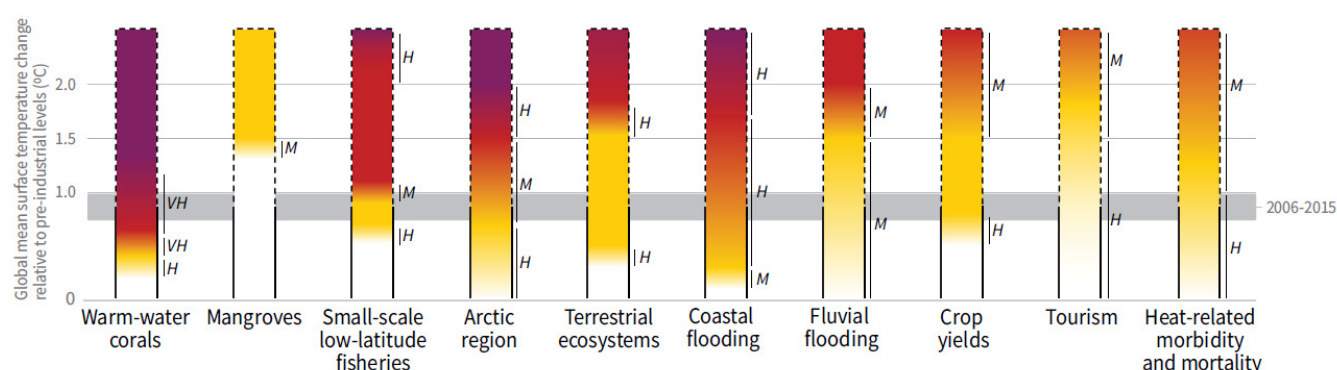 Global mean surface temperature change
relative to pre-industrial levels (°C)
2.0
1.5
1.0
0
H
M
H
H
H
H
M
M
M
H
VH
M
M
H
M
H
2006-2015
VH
H
H
H
H
H
H
M
Warm-water
corals
Mangroves
Small-scale
low-latitude
fisheries
Arctic
region
Terrestrial
ecosystems
Coastal
flooding
Fluvial
flooding
Crop
yields
Tourism
Heat-related
morbidity
and mortality